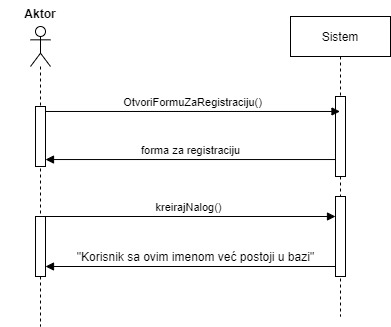 Aktor
Sistem
OtvoriFormuZaRegistraciju()
forma za registraciju
kreirajNalog()
"Korisnik sa ovim imenom već postoji u bazi"